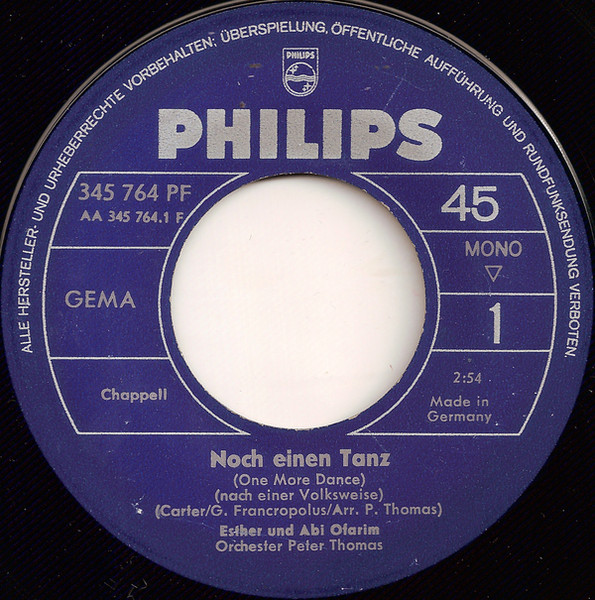 ALLE HERSTELLER- UND URHEBERRECHTE VORBEHALTEN, ÜBERSPIELUNG, ÖFFENTLICHE AUFFÜHRUNG UND RUNDFUNKSENDUNG VERBOTEN.
PHILIPS
PHILIPS
345 764 PF
AA 345 764.1 F
45
MONO
GEMA
1
Chappell
2:54
Made in
Germany
Noch einen Tanz
(One More Dance)
(nach einer Volksweise)
(Carter/G. Francropolus/Arr. P. Thomas)
Esther und Abi Ofarim
Orchester Peter Thomas